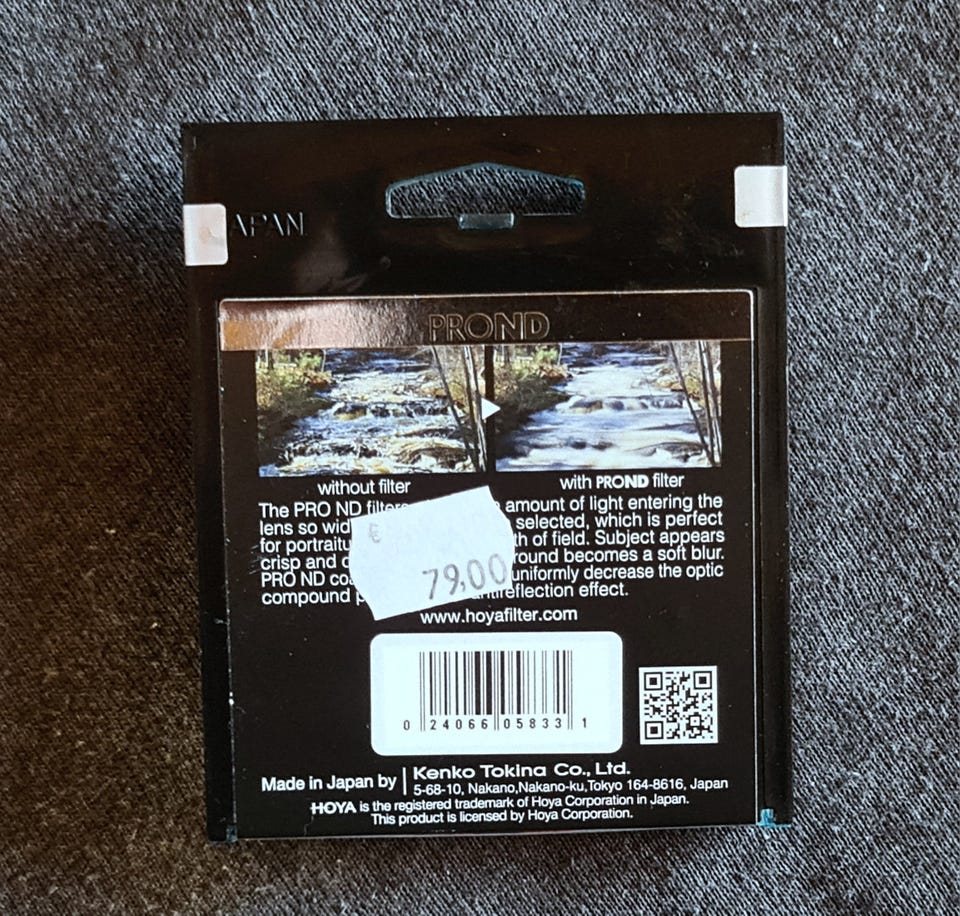 APAN
PROND
without filter
with PROND filter
The PRO ND filters amount of light entering the
lens so wid selected, which is perfect
for portraitu th of field. Subject appears
crisp and round becomes a soft blur.
PRO ND coa uniformly decrease the optic
compound antireflection effect.
€
79,00
www.hoyafilter.com
0 24066 05833 1
Made in Japan by
Kenko Tokina Co., Ltd.
5-68-10, Nakano,Nakano-ku,Tokyo 164-8616, Japan
HOYA is the registered trademark of Hoya Corporation in Japan.
This product is licensed by Hoya Corporation.